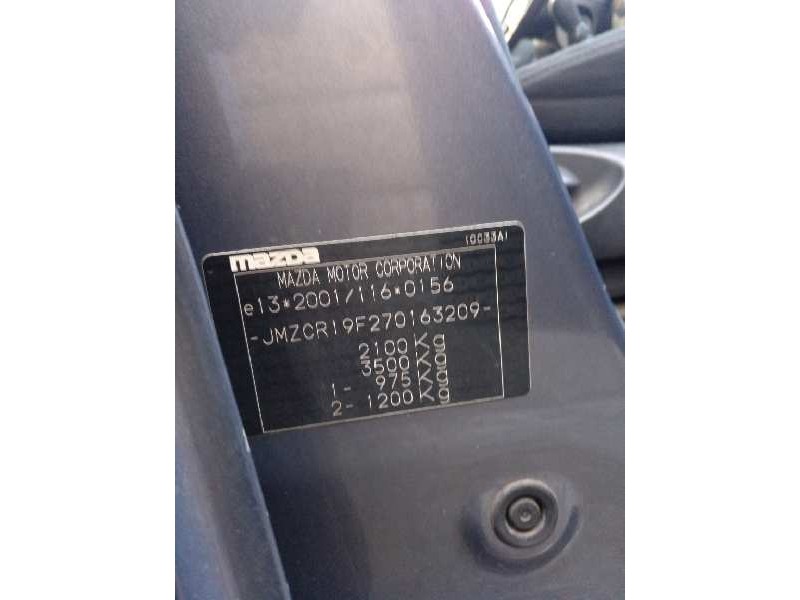 (0033A)
mazda
MAZDA MOTOR CORPORATION
e13*2001/116*0156
-JMZCR19F270163209-
2100 Kg
3500 Kg
1- 975 Kg
2- 1200 Kg